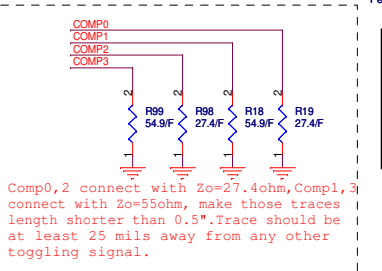 COMP0
COMP1
COMP2
COMP3
2 2 2 2
R99 R98 R18 R19
54.9/F 27.4/F 54.9/F 27.4/F
1 1 1 1
Comp0,2 connect with Zo=27.4ohm,Comp1,3
connect with Zo=55ohm, make those traces
length shorter than 0.5".Trace should be
at least 25 mils away from any other
toggling signal.